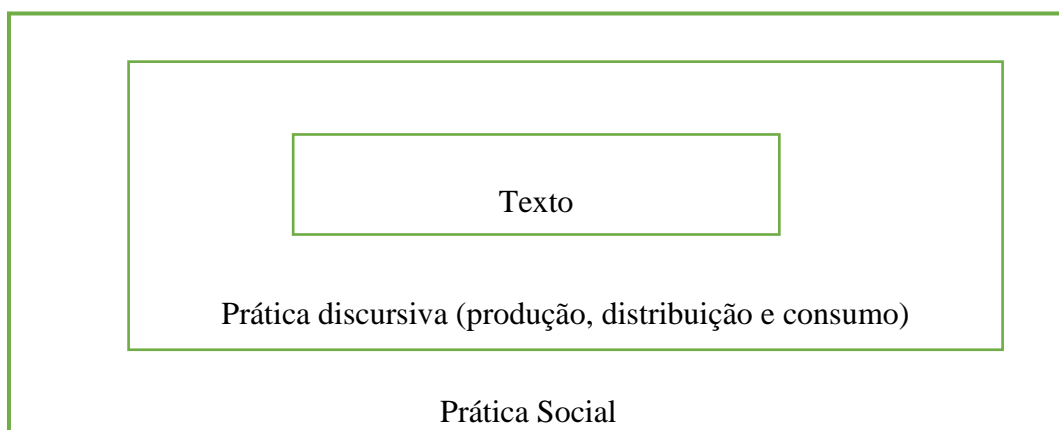 Texto
Prática discursiva (produção, distribuição e consumo)
Prática Social